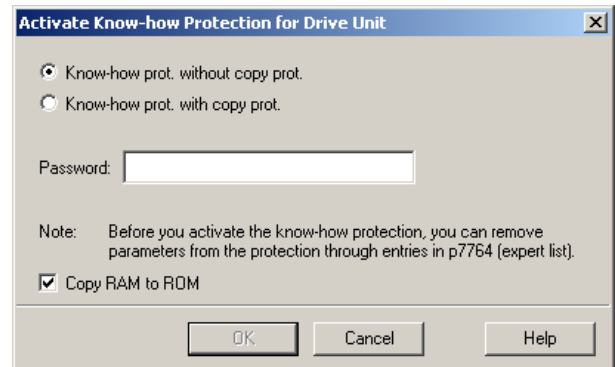 Activate Know-how Protection for Drive Unit
Know-how prot. without copy prot.
Know-how prot. with copy prot.
Password:
Note: Before you activate the know-how protection, you can remove
parameters from the protection through entries in p7764 (expert list).
Copy RAM to ROM
OK Cancel Help